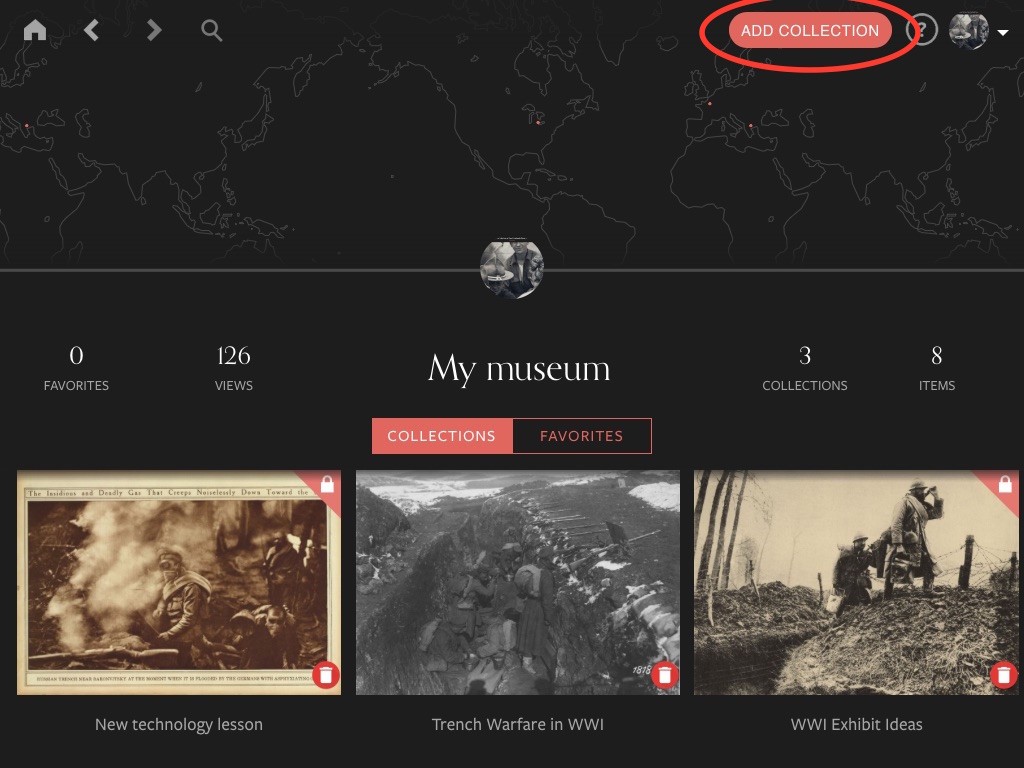 ADD COLLECTION
?
0
FAVORITES
126
VIEWS
My museum
3
COLLECTIONS
8
ITEMS
COLLECTIONS
FAVORITES
The Insidious and Deadly Gas That Creeps Noiselessly Down Toward the
RUSSIAN TRENCH NEAR BARONVITSKY AT THE MOMENT WHEN IT IS FLOODED BY THE GERMANS WITH ASPHYXIATING
1818
New technology lesson
Trench Warfare in WWI
WWI Exhibit Ideas